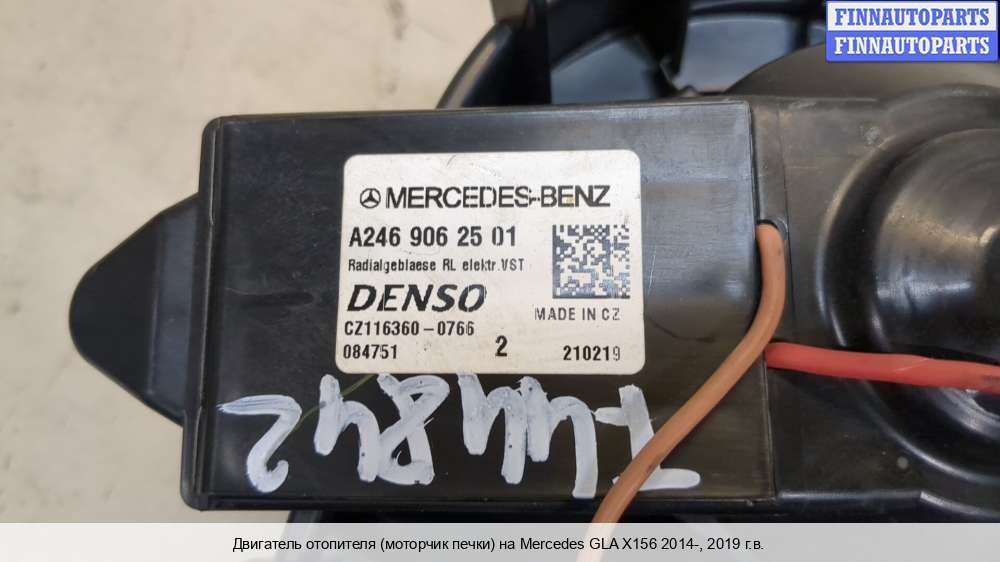 FINNAUTOPARTS
FINNAUTOPARTS
MERCEDES-BENZ
A246 906 25 01
Radialgeblaese RL elektr.VST
DENSO
MADE IN CZ
CZ116360-0766
084751 2 210219
Двигатель отопителя (моторчик печки) на Mercedes GLA X156 2014-, 2019 г.в.